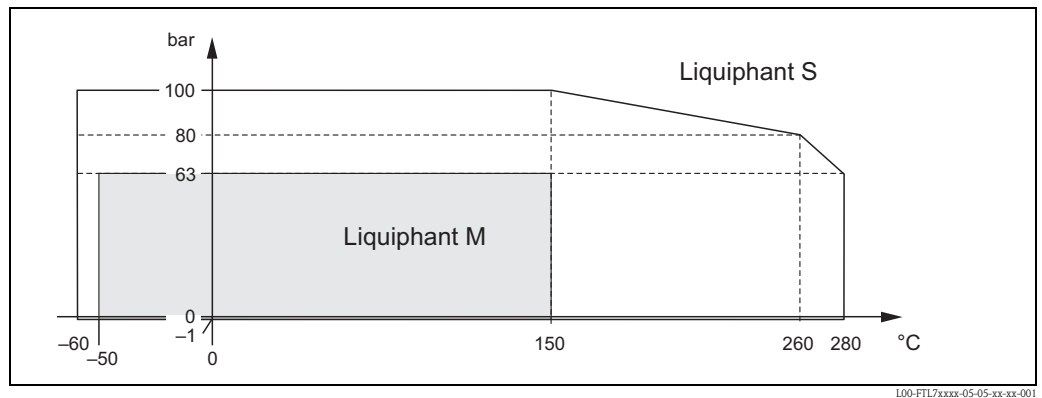 bar
Liquiphant S
100
80
63
Liquiphant M
0
–1
–60
–50
0
150
260
280
°C
L00-FTL7xxxx-05-05-xx-xx-001